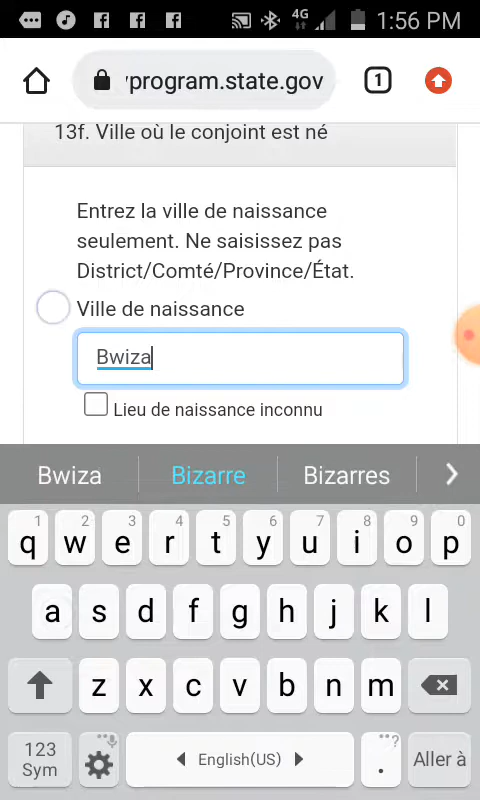 4G 1:56 PM
yprogram.state.gov 1
13f. Ville où le conjoint est né
Entrez la ville de naissance
seulement. Ne saisissez pas
District/Comté/Province/État.
Ville de naissance
Bwiza
Lieu de naissance inconnu
Bwiza Bizarre Bizarres
1 2 3 4 5 6 7 8 9 0
q w e r t y u i o p
a s d f g h j k l
z x c v b n m
123 Sym English(US) . ? Aller à